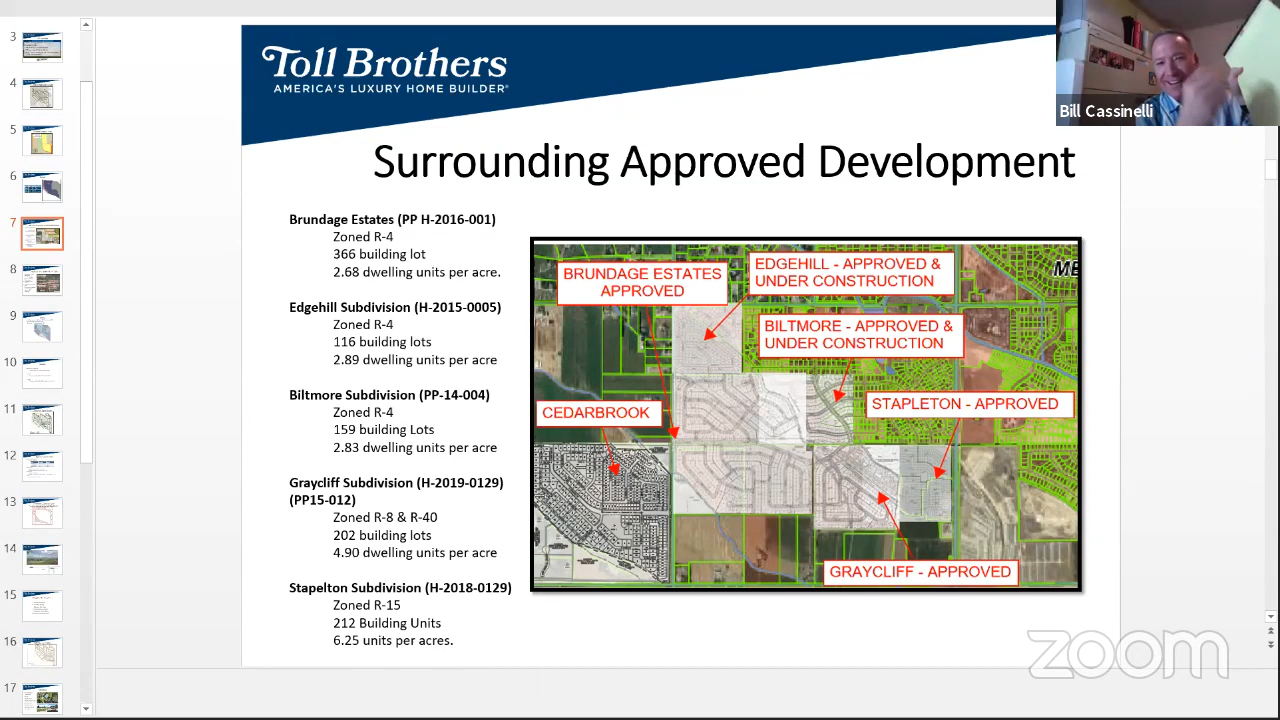 Toll Brothers
AMERICA'S LUXURY HOME BUILDER®
Bill Cassinelli
Surrounding Approved Development
Brundage Estates (PP H-2016-001)
Zoned R-4
366 building lot
2.68 dwelling units per acre.
Edgehill Subdivision (H-2015-0005)
Zoned R-4
116 building lots
2.89 dwelling units per acre
Biltmore Subdivision (PP-14-004)
Zoned R-4
159 building Lots
2.83 dwelling units per acre
Graycliff Subdivision (H-2019-0129)
(PP15-012)
Zoned R-8 & R-40
202 building lots
4.90 dwelling units per acre
Stapelton Subdivision (H-2018-0129)
Zoned R-15
212 Building Units
6.25 units per acres.
BRUNDAGE ESTATES
APPROVED
EDGEHILL - APPROVED &
UNDER CONSTRUCTION
ME
BILTMORE - APPROVED &
UNDER CONSTRUCTION
CEDARBROOK
STAPLETON - APPROVED
GRAYCLIFF - APPROVED
zoom
3
4
5
6
7
8
9
10
11
12
13
14
15
16
17